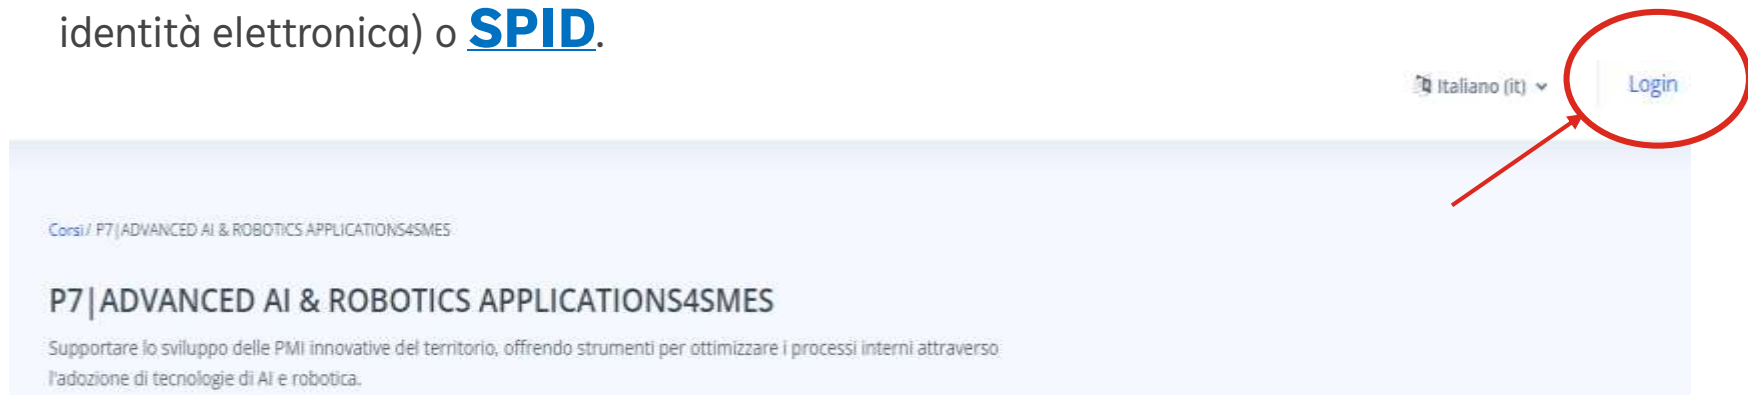 identità elettronica) o SPID.
Italiano (it)
Login
Corsi / P7|ADVANCED AI & ROBOTICS APPLICATIONS4SMES
P7|ADVANCED AI & ROBOTICS APPLICATIONS4SMES
Supportare lo sviluppo delle PMI innovative del territorio, offrendo strumenti per ottimizzare i processi interni attraverso
l'adozione di tecnologie di AI e robotica.